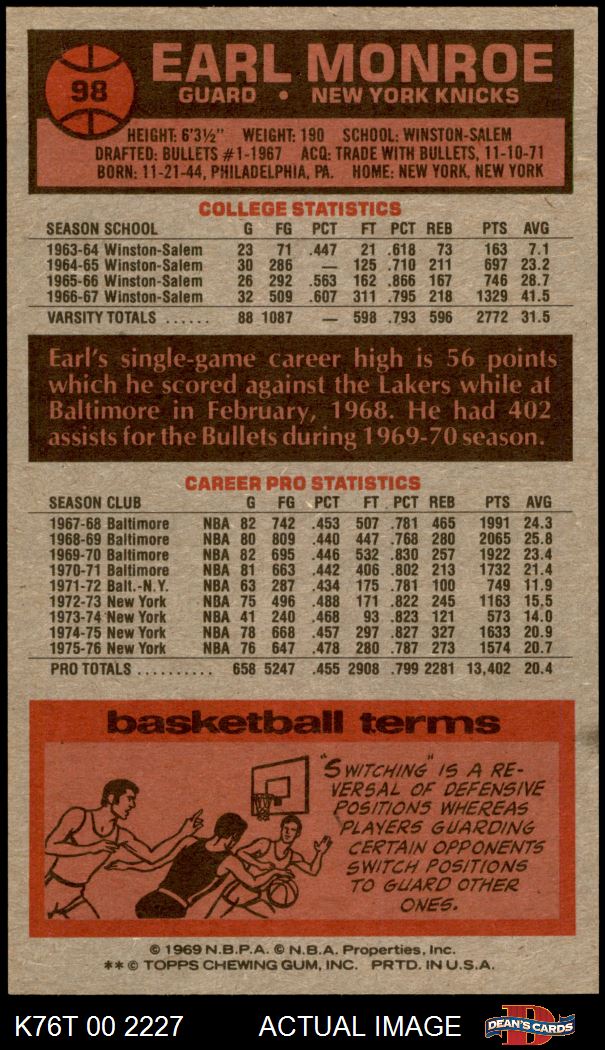 98
EARL MONROE
GUARD • NEW YORK KNICKS
HEIGHT: 6'3½" WEIGHT: 190 SCHOOL: WINSTON-SALEM
DRAFTED: BULLETS #1-1967 ACQ: TRADE WITH BULLETS, 11-10-71
BORN: 11-21-44, PHILADELPHIA, PA. HOME: NEW YORK, NEW YORK
COLLEGE STATISTICS
SEASON SCHOOL G FG PCT FT PCT REB PTS AVG
1963-64 Winston-Salem 23 71 .447 21 .618 73 163 7.1
1964-65 Winston-Salem 30 286 — 125 .710 211 697 23.2
1965-66 Winston-Salem 26 292 .563 162 .866 167 746 28.7
1966-67 Winston-Salem 32 509 .607 311 .795 218 1329 41.5
VARSITY TOTALS ...... 88 1087 — 598 .793 596 2772 31.5
Earl's single-game career high is 56 points
which he scored against the Lakers while at
Baltimore in February, 1968. He had 402
assists for the Bullets during 1969-70 season.
CAREER PRO STATISTICS
SEASON CLUB G FG PCT FT PCT REB PTS AVG
1967-68 Baltimore NBA 82 742 .453 507 .781 465 1991 24.3
1968-69 Baltimore NBA 80 809 .440 447 .768 280 2065 25.8
1969-70 Baltimore NBA 82 695 .446 532 .830 257 1922 23.4
1970-71 Baltimore NBA 81 663 .442 406 .802 213 1732 21.4
1971-72 Balt.-N.Y. NBA 63 287 .434 175 .781 100 749 11.9
1972-73 New York NBA 75 496 .488 171 .822 245 1163 15.5
1973-74 New York NBA 41 240 .468 93 .823 121 573 14.0
1974-75 New York NBA 78 668 .457 297 .827 327 1633 20.9
1975-76 New York NBA 76 647 .478 280 .787 273 1574 20.7
PRO TOTALS .......... 658 5247 .455 2908 .799 2281 13,402 20.4
basketball terms
"SWITCHING" IS A RE-
VERSAL OF DEFENSIVE
POSITIONS WHEREAS
PLAYERS GUARDING
CERTAIN OPPONENTS
SWITCH POSITIONS
TO GUARD OTHER
ONES.
© 1969 N.B.P.A. © N.B.A. Properties, Inc.
**© TOPPS CHEWING GUM, INC. PRTD. IN U.S.A.
K76T 00 2227 ACTUAL IMAGE
D
DEAN'S CARDS